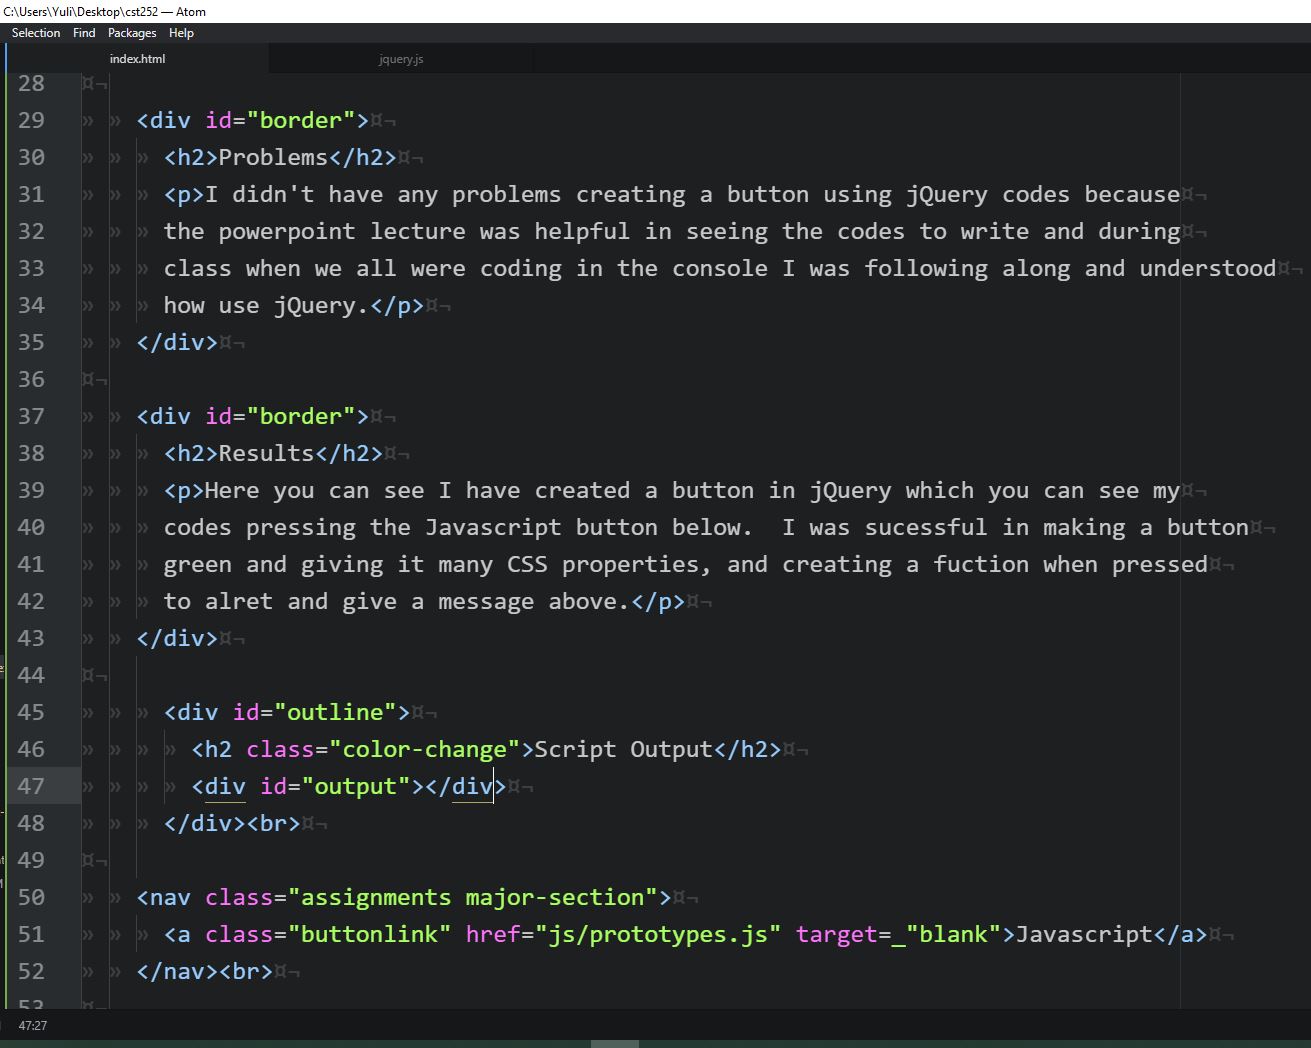 C:\Users\Yuli\Desktop\cst252 — Atom
Selection Find Packages Help
index.html jquery.js
28
29 <div id="border">
30 <h2>Problems</h2>
31 <p>I didn't have any problems creating a button using jQuery codes because
32 the powerpoint lecture was helpful in seeing the codes to write and during
33 class when we all were coding in the console I was following along and understood
34 how use jQuery.</p>
35 </div>
36
37 <div id="border">
38 <h2>Results</h2>
39 <p>Here you can see I have created a button in jQuery which you can see my
40 codes pressing the Javascript button below.  I was sucessful in making a button
41 green and giving it many CSS properties, and creating a fuction when pressed
42 to alret and give a message above.</p>
43 </div>
44
45 <div id="outline">
46 <h2 class="color-change">Script Output</h2>
47 <div id="output"></div>
48 </div><br>
49
50 <nav class="assignments major-section">
51 <a class="buttonlink" href="js/prototypes.js" target=_"blank">Javascript</a>
52 </nav><br>
53
47:27